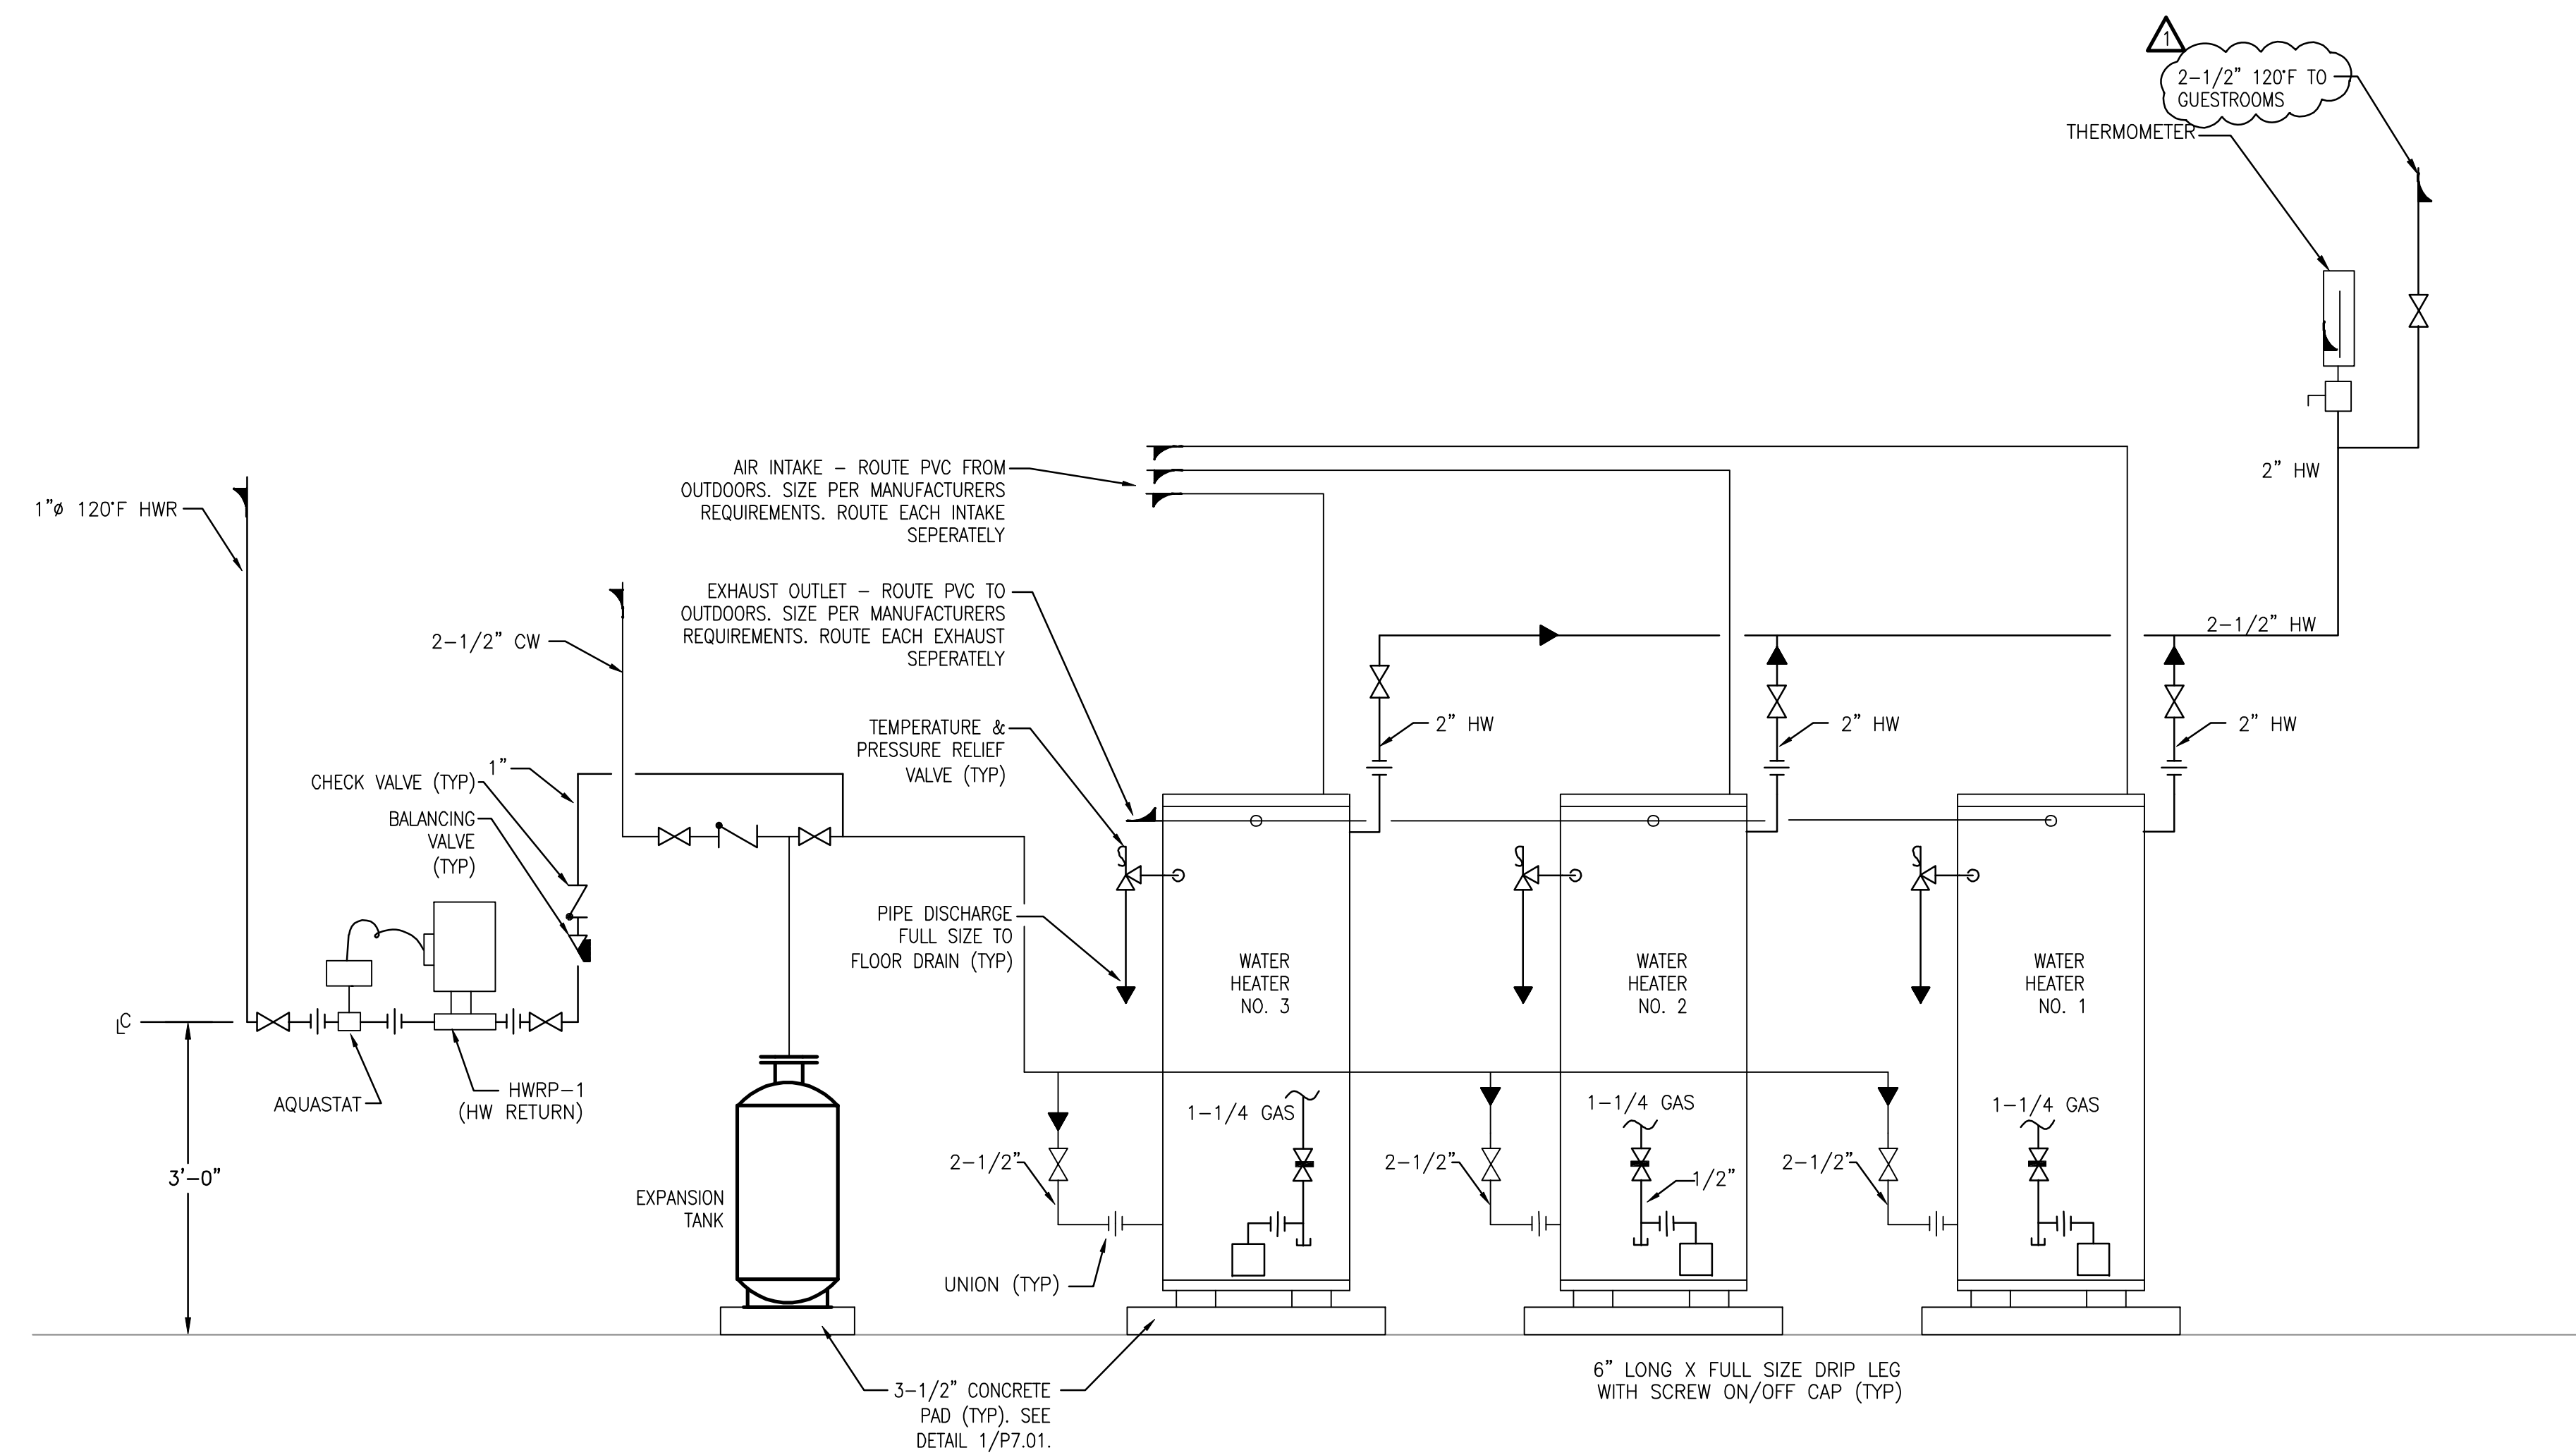 1
2-1/2" 120°F TO
GUESTROOMS
THERMOMETER
2" HW
AIR INTAKE - ROUTE PVC FROM
OUTDOORS. SIZE PER MANUFACTURERS
REQUIREMENTS. ROUTE EACH INTAKE
SEPERATELY
1"ø 120°F HWR
EXHAUST OUTLET - ROUTE PVC TO
OUTDOORS. SIZE PER MANUFACTURERS
REQUIREMENTS. ROUTE EACH EXHAUST
SEPERATELY
2-1/2" CW
2-1/2" HW
TEMPERATURE &
PRESSURE RELIEF
VALVE (TYP)
2" HW
2" HW
2" HW
1"
CHECK VALVE (TYP)
BALANCING
VALVE
(TYP)
PIPE DISCHARGE
FULL SIZE TO
FLOOR DRAIN (TYP)
WATER
HEATER
NO. 3
WATER
HEATER
NO. 2
WATER
HEATER
NO. 1
CL
AQUASTAT
HWRP-1
(HW RETURN)
1-1/4 GAS
1-1/4 GAS
1-1/4 GAS
3'-0"
2-1/2"
2-1/2"
1/2"
2-1/2"
EXPANSION
TANK
UNION (TYP)
6" LONG X FULL SIZE DRIP LEG
WITH SCREW ON/OFF CAP (TYP)
3-1/2" CONCRETE
PAD (TYP). SEE
DETAIL 1/P7.01.